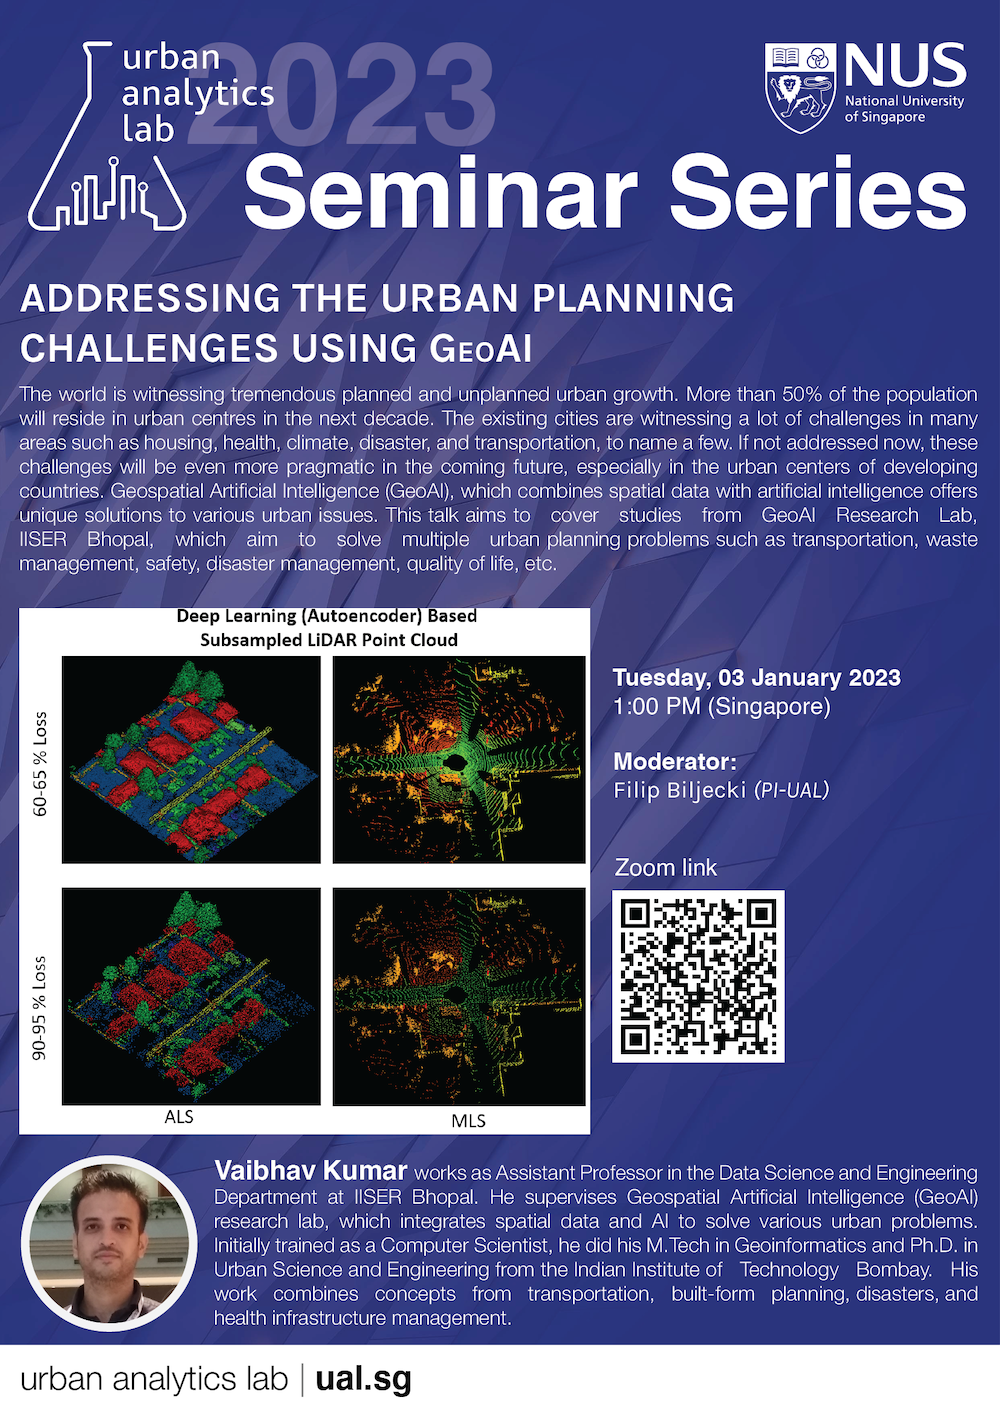 urban
analytics
lab
2023
NUS
National University
of Singapore
Seminar Series
ADDRESSING THE URBAN PLANNING
CHALLENGES USING GEOAI
The world is witnessing tremendous planned and unplanned urban growth. More than 50% of the population
will reside in urban centres in the next decade. The existing cities are witnessing a lot of challenges in many
areas such as housing, health, climate, disaster, and transportation, to name a few. If not addressed now, these
challenges will be even more pragmatic in the coming future, especially in the urban centers of developing
countries. Geospatial Artificial Intelligence (GeoAI), which combines spatial data with artificial intelligence offers
unique solutions to various urban issues. This talk aims to cover studies from GeoAI Research Lab,
IISER Bhopal, which aim to solve multiple urban planning problems such as transportation, waste
management, safety, disaster management, quality of life, etc.
Deep Learning (Autoencoder) Based
Subsampled LiDAR Point Cloud
60-65 % Loss
90-95 % Loss
ALS
MLS
Tuesday, 03 January 2023
1:00 PM (Singapore)
Moderator:
Filip Biljecki (PI-UAL)
Zoom link
Vaibhav Kumar works as Assistant Professor in the Data Science and Engineering
Department at IISER Bhopal. He supervises Geospatial Artificial Intelligence (GeoAI)
research lab, which integrates spatial data and AI to solve various urban problems.
Initially trained as a Computer Scientist, he did his M.Tech in Geoinformatics and Ph.D. in
Urban Science and Engineering from the Indian Institute of Technology Bombay. His
work combines concepts from transportation, built-form planning, disasters, and
health infrastructure management.
urban analytics lab | ual.sg